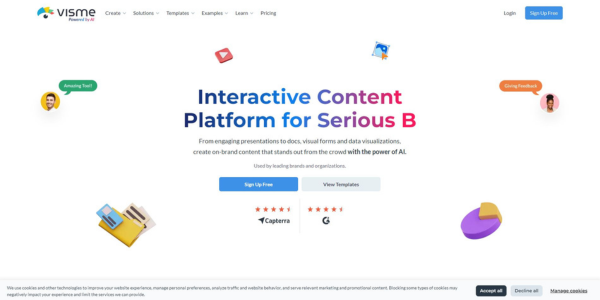 visme
Powered by AI
Create Solutions Templates Examples Learn Pricing
Login
Sign Up Free
Amazing Tool!
Giving Feedback
Interactive Content
Platform for Serious B
From engaging presentations to docs, visual forms and data visualizations,
create on-brand content that stands out from the crowd with the power of AI.
Used by leading brands and organizations.
Sign Up Free
View Templates
Capterra
We use cookies and other technologies to improve your website experience, manage personal preferences, analyze traffic and website behavior, and serve relevant marketing and promotional content. Blocking some types of cookies may
negatively impact your experience and limit the services we can provide.
Accept all
Decline all
Manage cookies